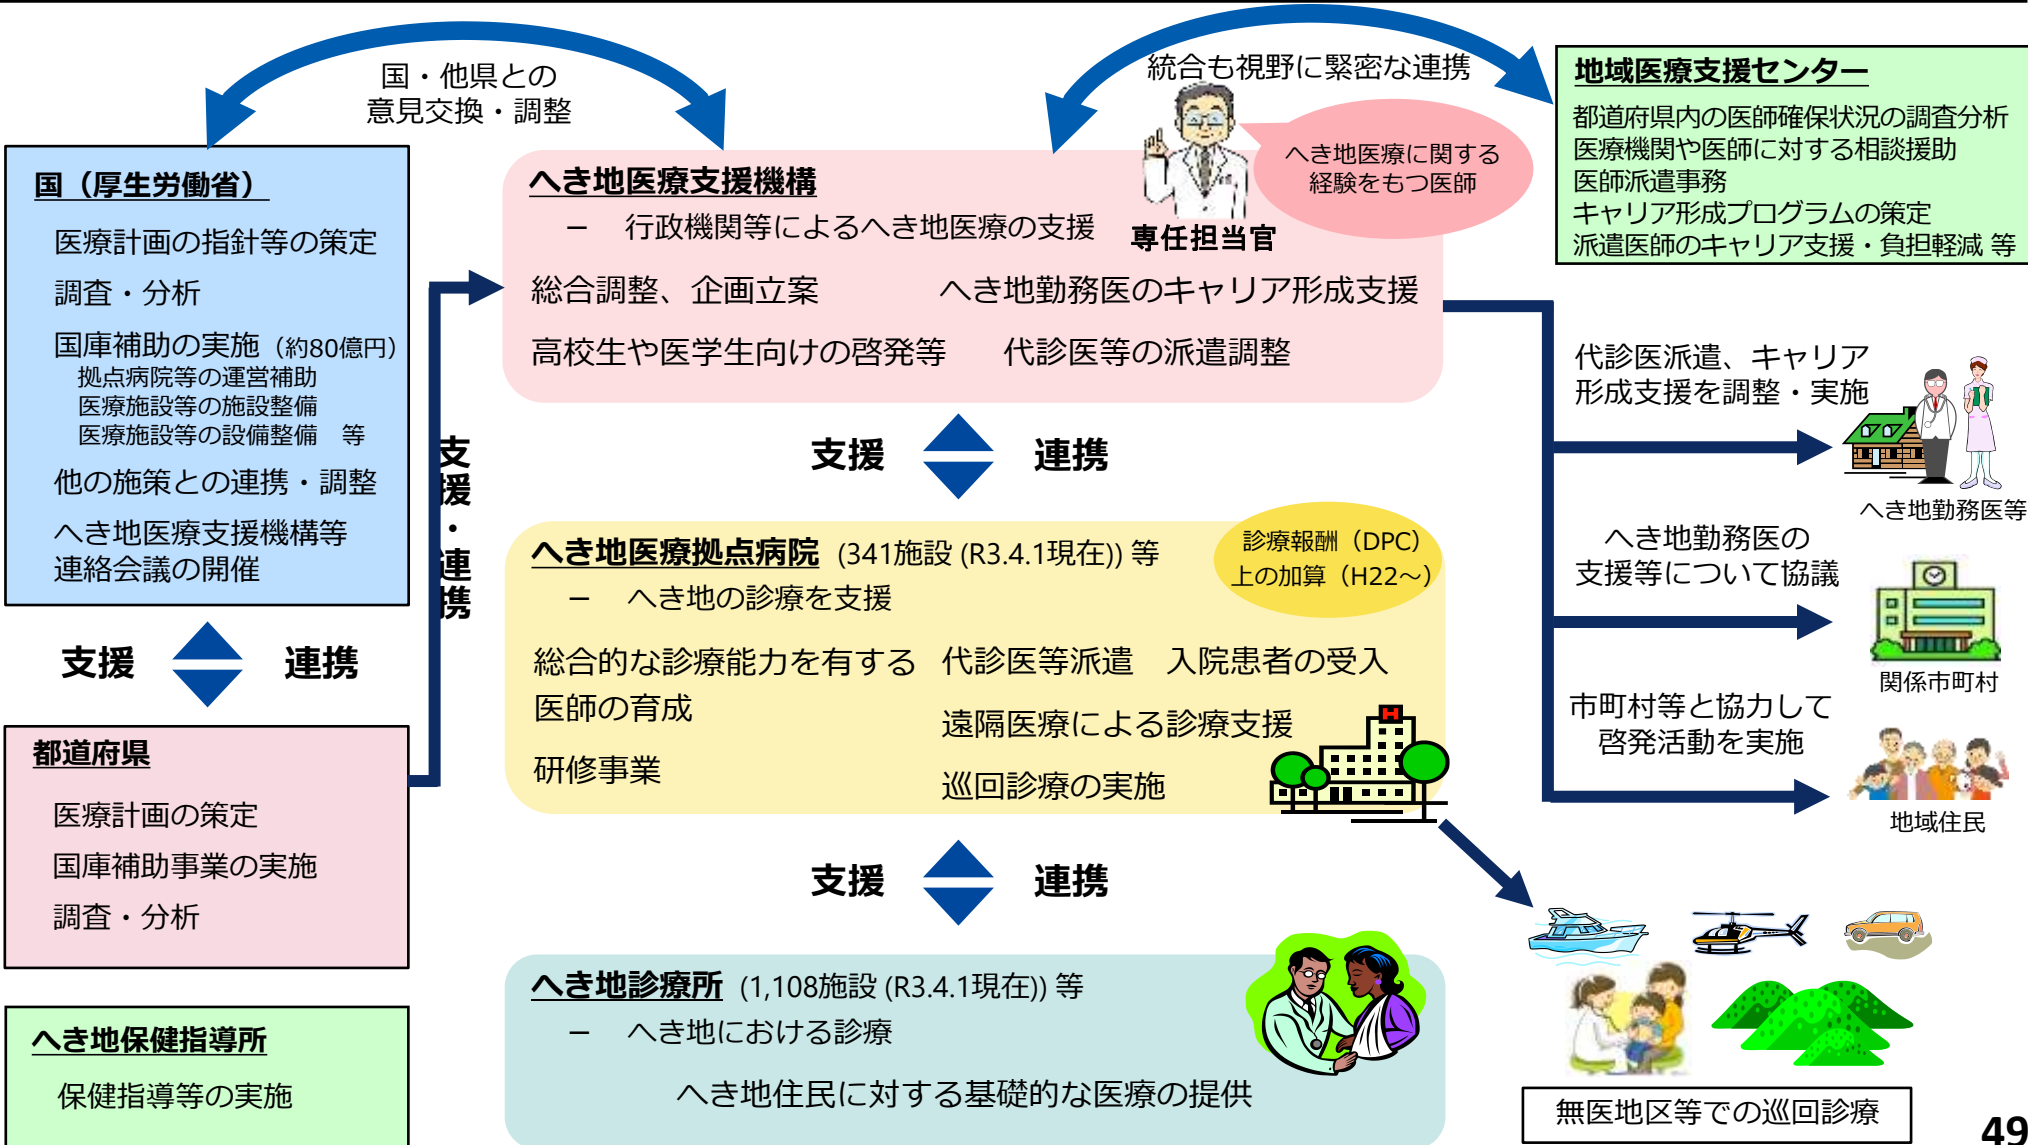 国・他県との
意見交換・調整
統合も視野に緊密な連携
国（厚生労働省）
医療計画の指針等の策定
調査・分析
国庫補助の実施（約80億円）
拠点病院等の運営補助
医療施設等の施設整備
医療施設等の設備整備　等
他の施策との連携・調整
へき地医療支援機構等
連絡会議の開催
支援　連携
都道府県
医療計画の策定
国庫補助事業の実施
調査・分析
へき地保健指導所
保健指導等の実施
支援・連携
へき地医療支援機構
－　行政機関等によるへき地医療の支援
専任担当官
へき地医療に関する
経験をもつ医師
総合調整、企画立案　へき地勤務医のキャリア形成支援
高校生や医学生向けの啓発等　代診医等の派遣調整
支援　連携
へき地医療拠点病院 (341施設 (R3.4.1現在)) 等
－　へき地の診療を支援
診療報酬（DPC）
上の加算（H22～）
総合的な診療能力を有する
医師の育成
研修事業
代診医等派遣　入院患者の受入
遠隔医療による診療支援
巡回診療の実施
H
支援　連携
へき地診療所 (1,108施設 (R3.4.1現在)) 等
－　へき地における診療
へき地住民に対する基礎的な医療の提供
地域医療支援センター
都道府県内の医師確保状況の調査分析
医療機関や医師に対する相談援助
医師派遣事務
キャリア形成プログラムの策定
派遣医師のキャリア支援・負担軽減 等
代診医派遣、キャリア
形成支援を調整・実施
へき地勤務医等
へき地勤務医の
支援等について協議
関係市町村
市町村等と協力して
啓発活動を実施
地域住民
無医地区等での巡回診療
49